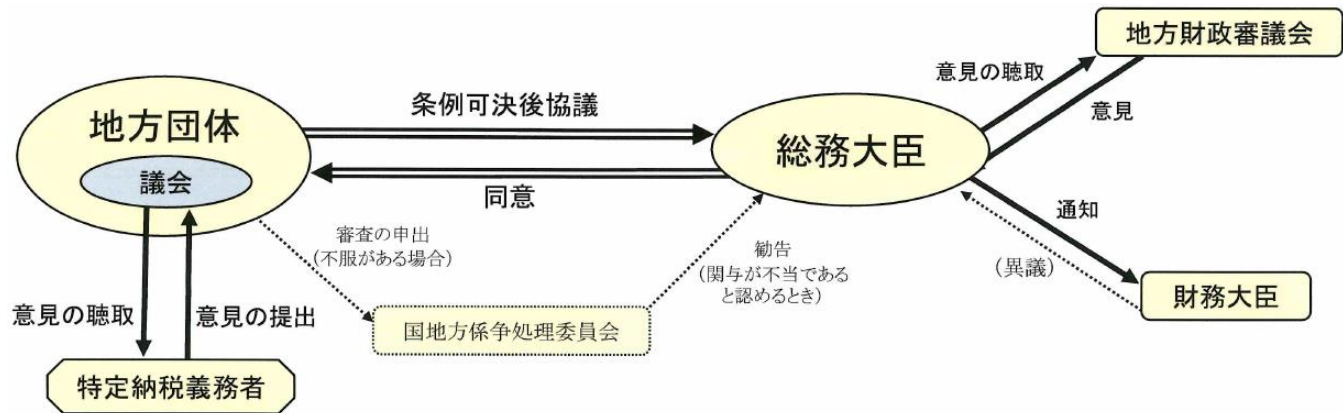 地方財政審議会
意見の聴取
意見
条例可決後協議
地方団体
議会
総務大臣
同意
通知
審査の申出
(不服がある場合)
勧告
(関与が不当である
と認めるとき)
(異議)
財務大臣
意見の聴取
意見の提出
国地方係争処理委員会
特定納税義務者